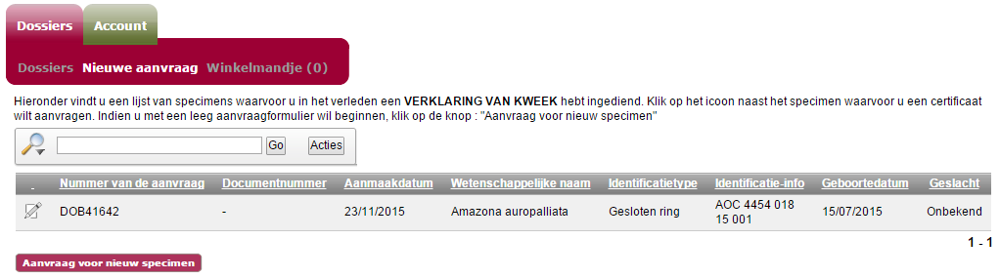 Dossiers Account
Dossiers Nieuwe aanvraag Winkelmandje (0)
Hieronder vindt u een lijst van specimens waarvoor u in het verleden een VERKLARING VAN KWEEK hebt ingediend. Klik op het icoon naast het specimen waarvoor u een certificaat
wilt aanvragen. Indien u met een leeg aanvraagformulier wil beginnen, klik op de knop : "Aanvraag voor nieuw specimen"
Go Acties
Nummer van de aanvraag Documentnummer Aanmaakdatum Wetenschappelijke naam Identificatietype Identificatie-info Geboortedatum Geslacht
DOB41642 - 23/11/2015 Amazona auropalliata Gesloten ring AOC 4454 018 15/07/2015 Onbekend
15 001
1 - 1
Aanvraag voor nieuw specimen